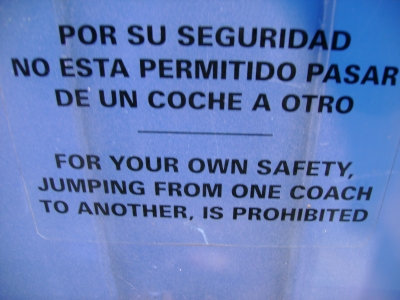 POR SU SEGURIDAD
NO ESTA PERMITIDO PASAR
DE UN COCHE A OTRO
FOR YOUR OWN SAFETY,
JUMPING FROM ONE COACH
TO ANOTHER, IS PROHIBITED